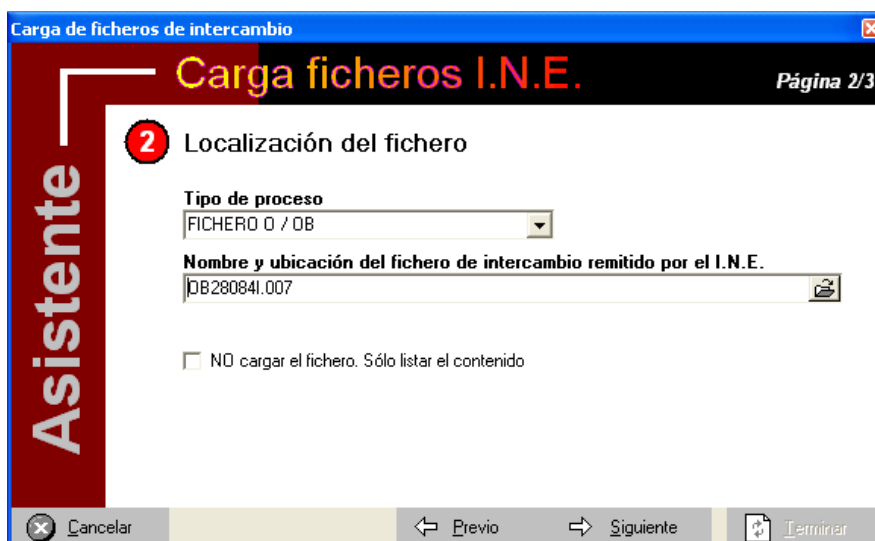 Carga de ficheros de intercambio
Carga ficheros I.N.E.
Página 2/3
Asistente
2 Localización del fichero
Tipo de proceso
FICHERO O / OB
Nombre y ubicación del fichero de intercambio remitido por el I.N.E.
OB28084I.007
NO cargar el fichero. Sólo listar el contenido
Cancelar
Previo
Siguiente
Terminar